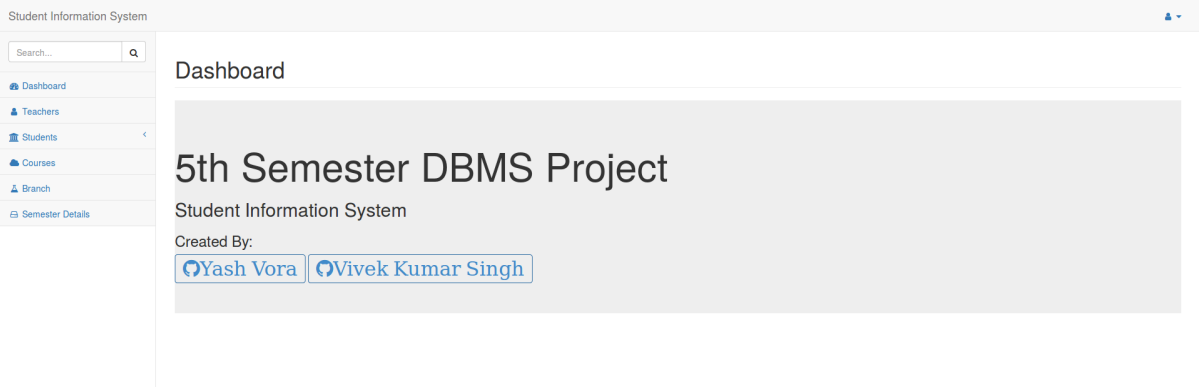 Student Information System
Search...
Dashboard
Teachers
Students
Courses
Branch
Semester Details
Dashboard
5th Semester DBMS Project
Student Information System
Created By:
Yash Vora Vivek Kumar Singh